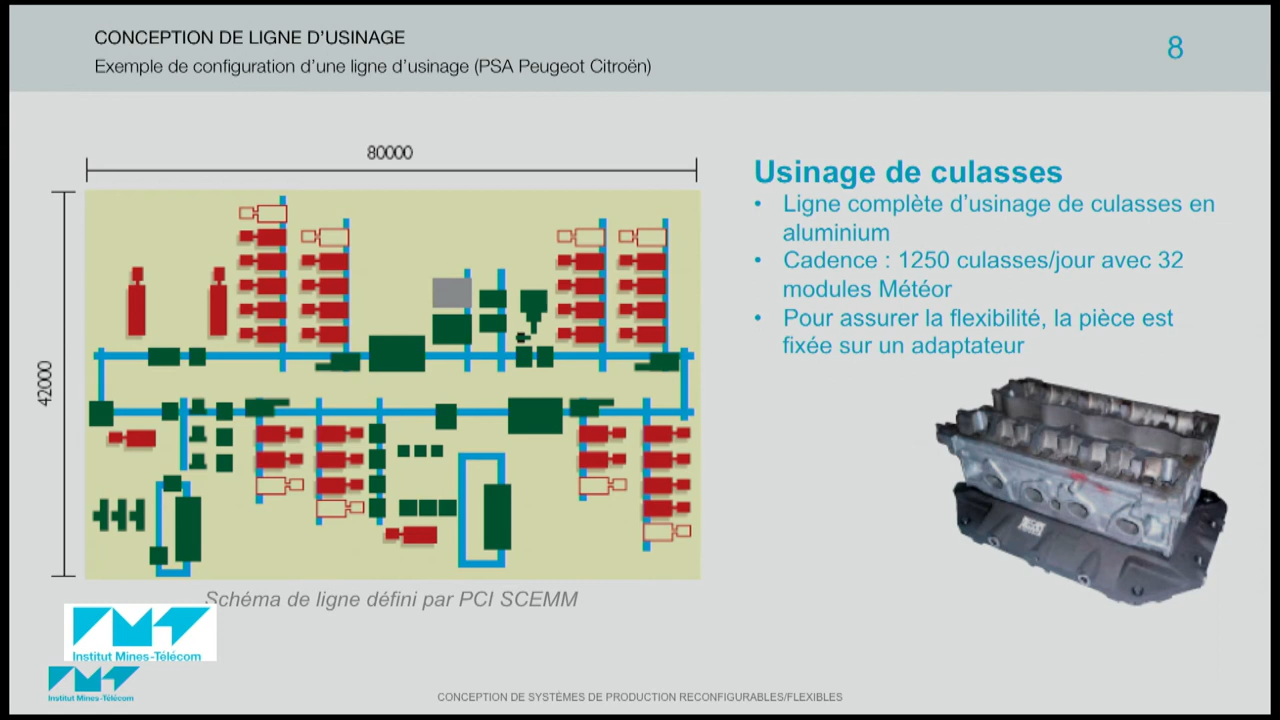 CONCEPTION DE LIGNE D'USINAGE
Exemple de configuration d'une ligne d'usinage (PSA Peugeot Citroën)
8
80000
42000
Usinage de culasses
• Ligne complète d'usinage de culasses en
aluminium
• Cadence : 1250 culasses/jour avec 32
modules Météor
• Pour assurer la flexibilité, la pièce est
fixée sur un adaptateur
Schéma de ligne défini par PCI SCEMM
Institut Mines-Télécom
Institut Mines-Télécom
CONCEPTION DE SYSTÈMES DE PRODUCTION RECONFIGURABLES/FLEXIBLES